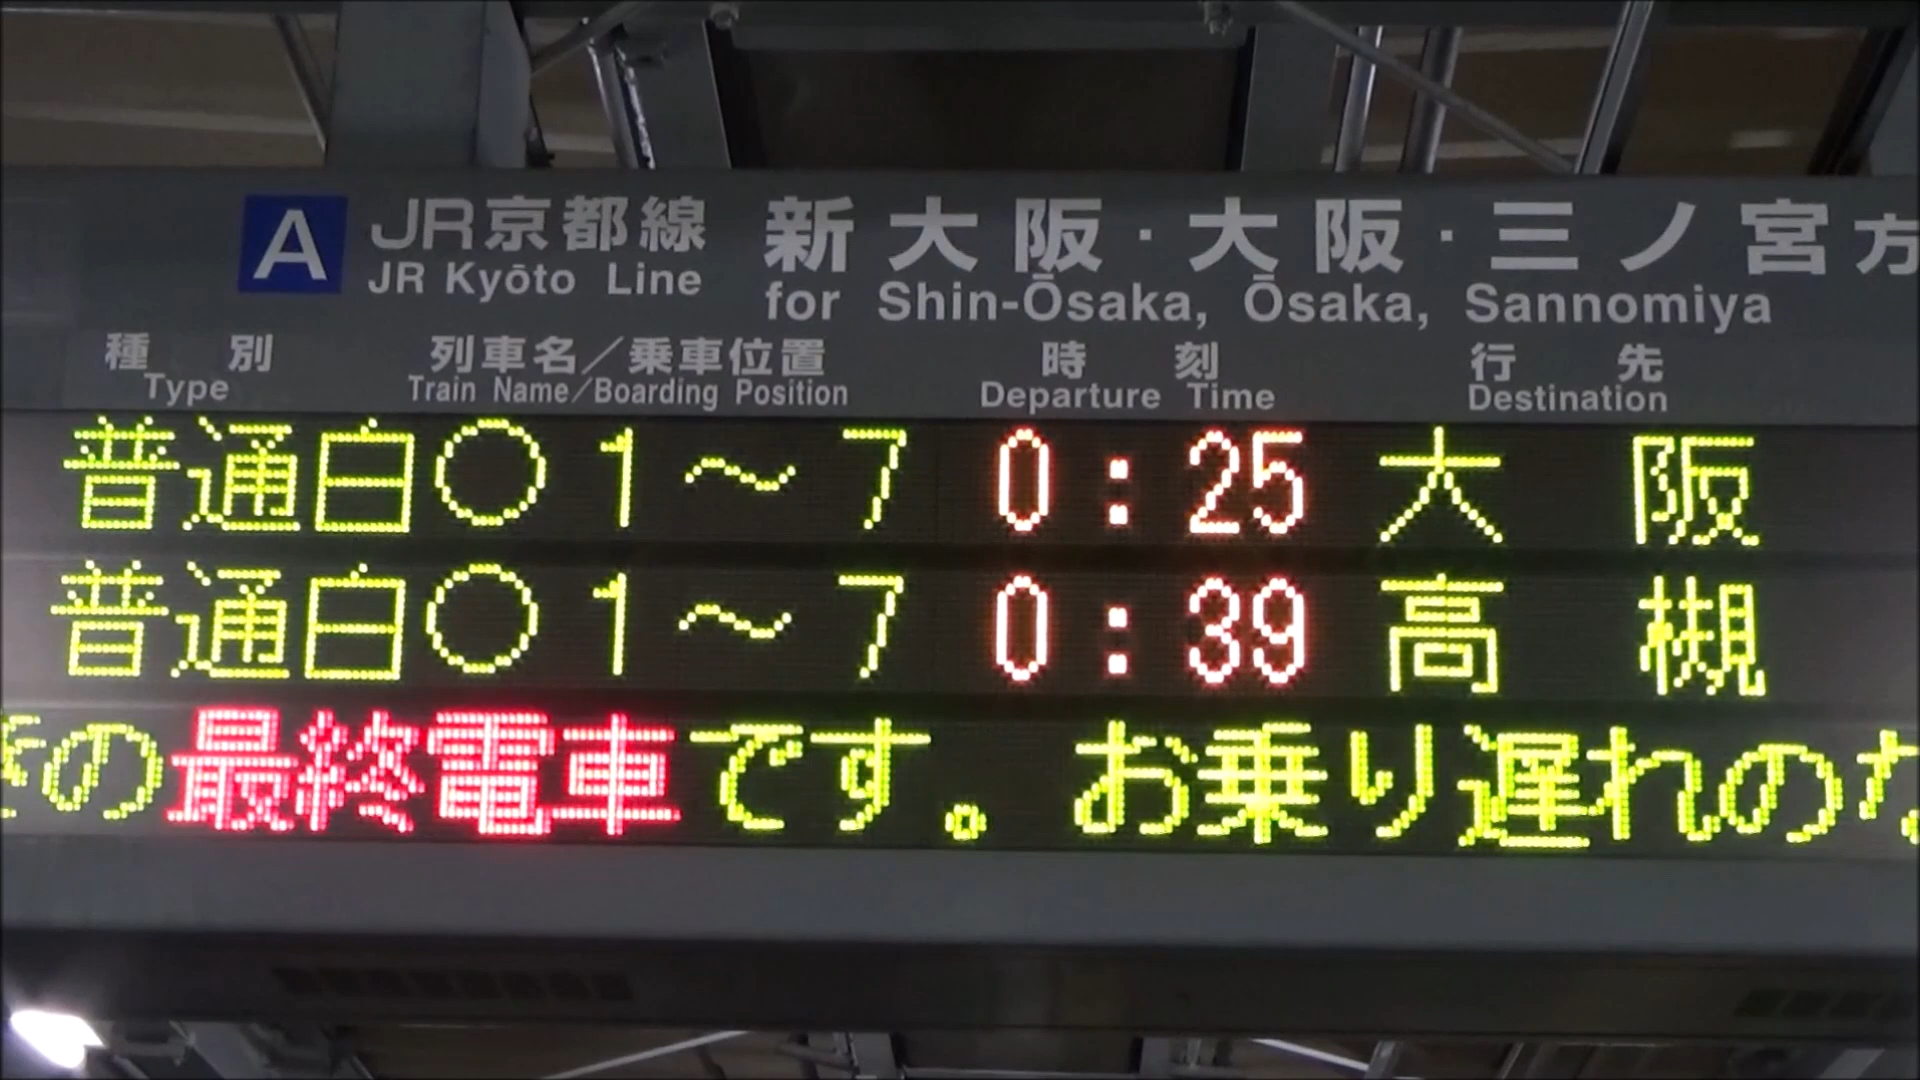 A JR京都線 新大阪・大阪・三ノ宮方
JR Kyōto Line for Shin-Ōsaka, Ōsaka, Sannomiya
種別 列車名/乗車位置 時刻 行先
Type Train Name/Boarding Position Departure Time Destination
普通白○1~7 0:25 大阪
普通白○1~7 0:39 高槻
の最終電車です。お乗り遅れのな